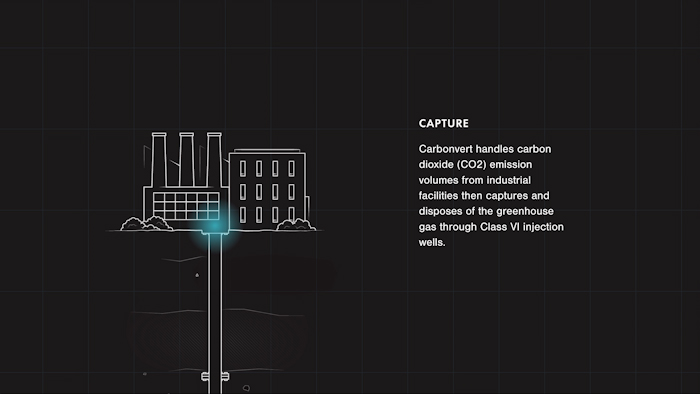 CAPTURE
Carbonvert handles carbon
dioxide (CO2) emission
volumes from industrial
facilities then captures and
disposes of the greenhouse
gas through Class VI injection
wells.